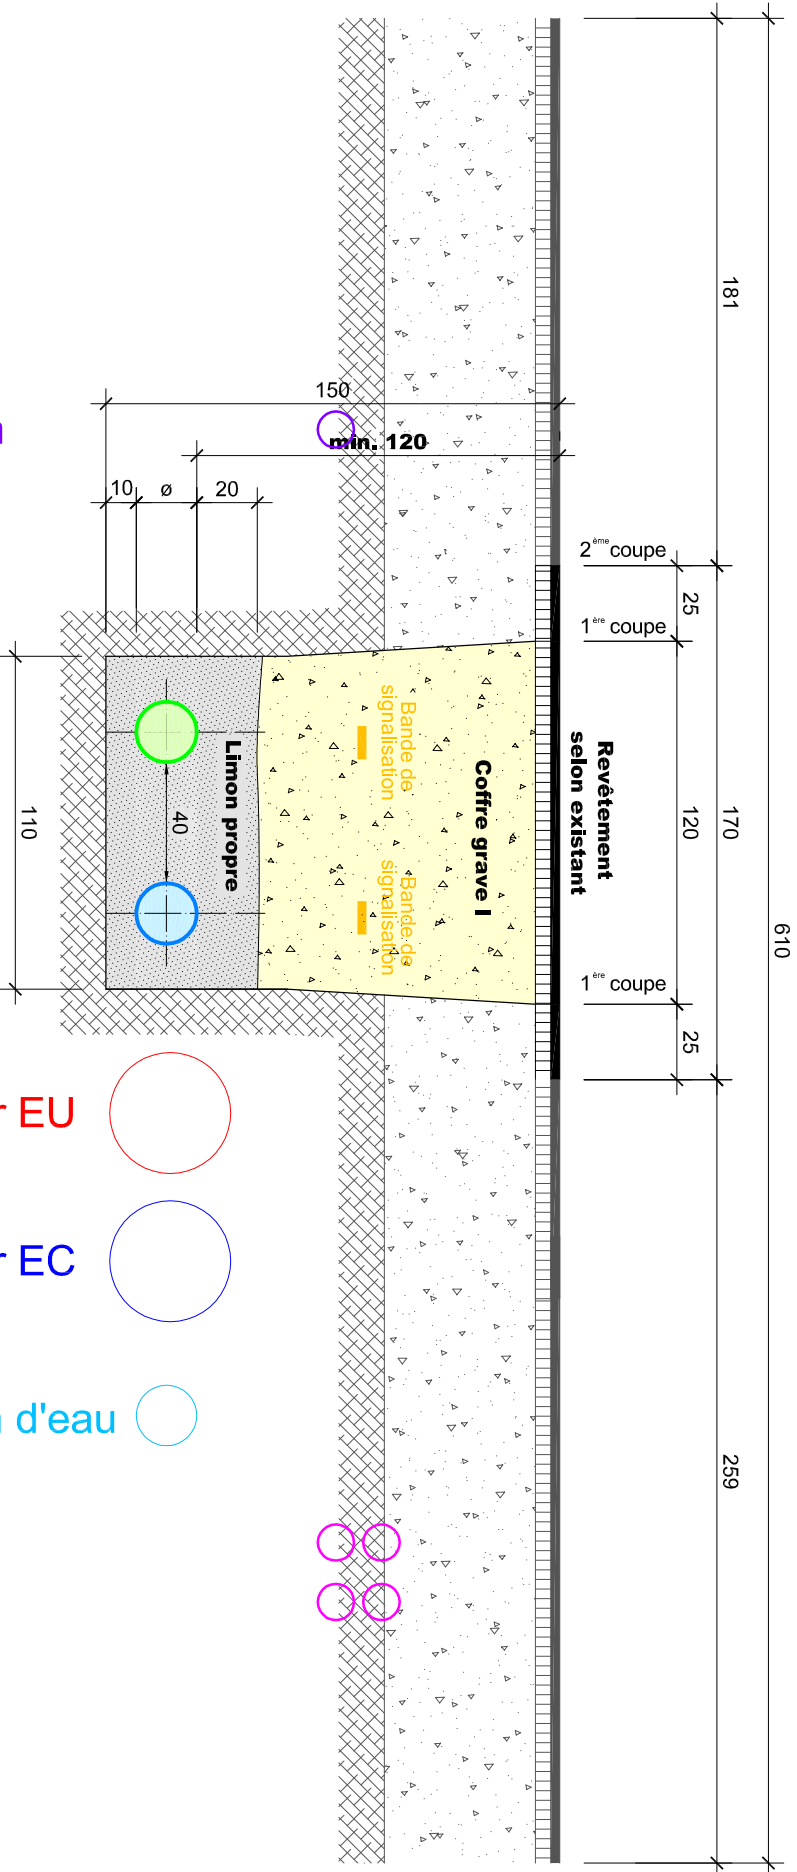 610
181
170
259
25
120
25
2ème coupe
1ère coupe
1ère coupe
Revêtement
selon existant
150
min. 120
10
ø
20
Coffre grave I
Bande de
signalisation
Bande de
signalisation
Limon propre
40
110
EU
EC
d'eau